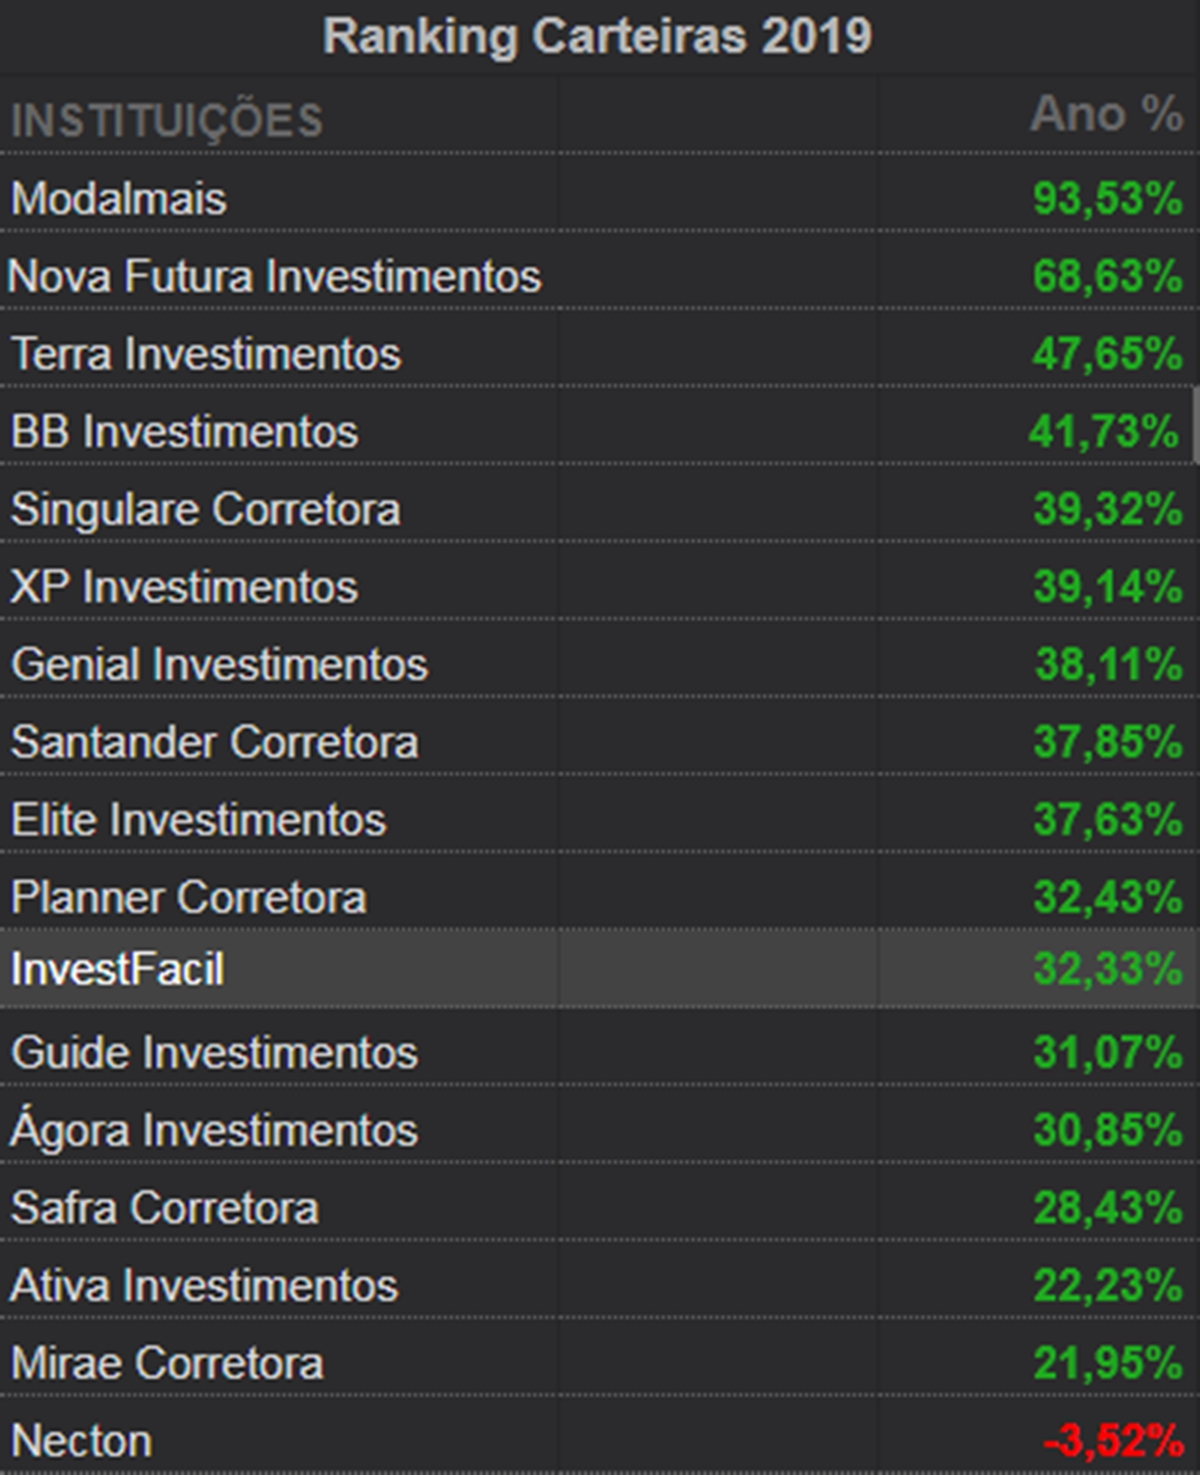 Ranking Carteiras 2019
INSTITUIÇÕES Ano %
Modalmais 93,53%
Nova Futura Investimentos 68,63%
Terra Investimentos 47,65%
BB Investimentos 41,73%
Singulare Corretora 39,32%
XP Investimentos 39,14%
Genial Investimentos 38,11%
Santander Corretora 37,85%
Elite Investimentos 37,63%
Planner Corretora 32,43%
InvestFacil 32,33%
Guide Investimentos 31,07%
Ágora Investimentos 30,85%
Safra Corretora 28,43%
Ativa Investimentos 22,23%
Mirae Corretora 21,95%
Necton -3,52%